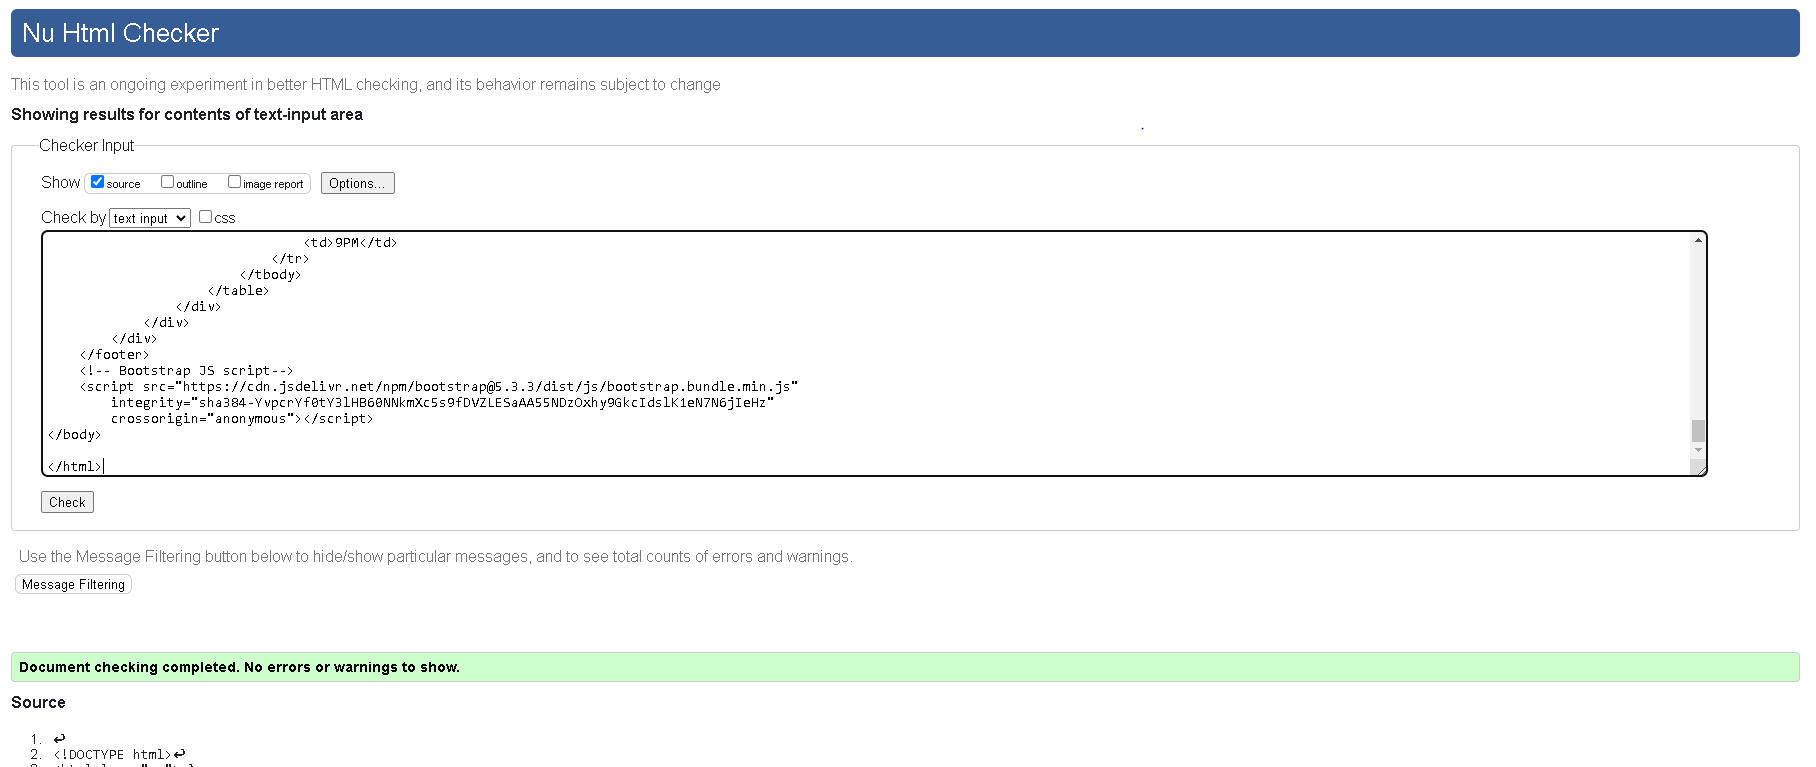 Nu Html Checker
This tool is an ongoing experiment in better HTML checking, and its behavior remains subject to change
Showing results for contents of text-input area
Checker Input
Show source outline image report Options...
Check by text input css
<td>9PM</td>
</tr>
</tbody>
</table>
</div>
</div>
</div>
</footer>
<!-- Bootstrap JS script-->
<script src="https://cdn.jsdelivr.net/npm/bootstrap@5.3.3/dist/js/bootstrap.bundle.min.js"
integrity="sha384-YvpcrYf0tY3lHB60NNkmXc5s9fDVZLESaAA55NDzOxhy9GkcIdslK1eN7N6jIeHz"
crossorigin="anonymous"></script>
</body>
</html>
Check
Use the Message Filtering button below to hide/show particular messages, and to see total counts of errors and warnings.
Message Filtering
Document checking completed. No errors or warnings to show.
Source
1. ↩
2. <!DOCTYPE html>↩